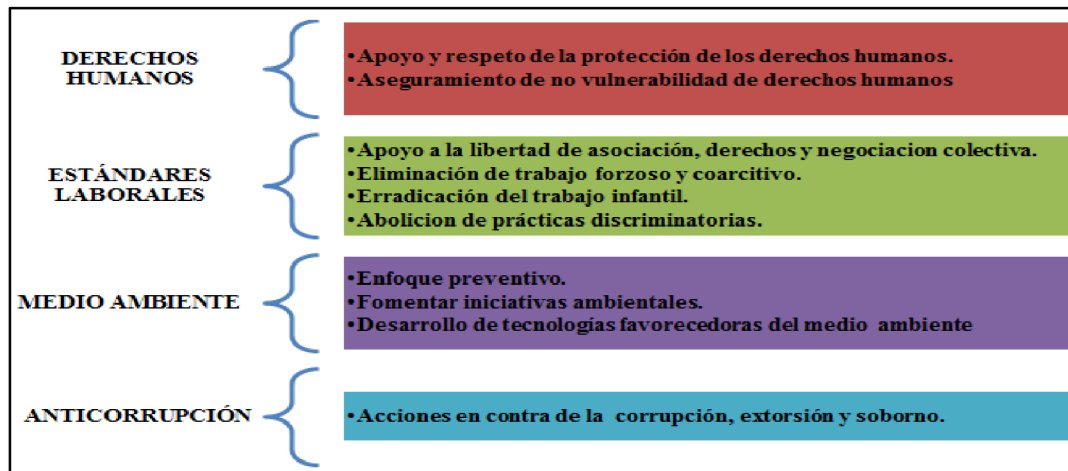 DERECHOS
HUMANOS
•Apoyo y respeto de la protección de los derechos humanos.
•Aseguramiento de no vulnerabilidad de derechos humanos
ESTÁNDARES
LABORALES
•Apoyo a la libertad de asociación, derechos y negociacion colectiva.
•Eliminación de trabajo forzoso y coarcitivo.
•Erradicación del trabajo infantil.
•Abolicion de prácticas discriminatorias.
MEDIO AMBIENTE
•Enfoque preventivo.
•Fomentar iniciativas ambientales.
•Desarrollo de tecnologías favorecedoras del medio ambiente
ANTICORRUPCIÓN
•Acciones en contra de la corrupción, extorsión y soborno.